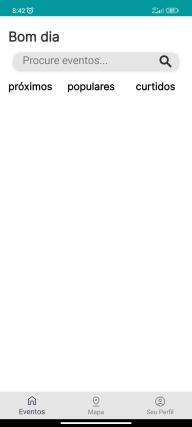 8:42
Bom dia
Procure eventos...
próximos populares curtidos
Eventos Mapa Seu Perfil